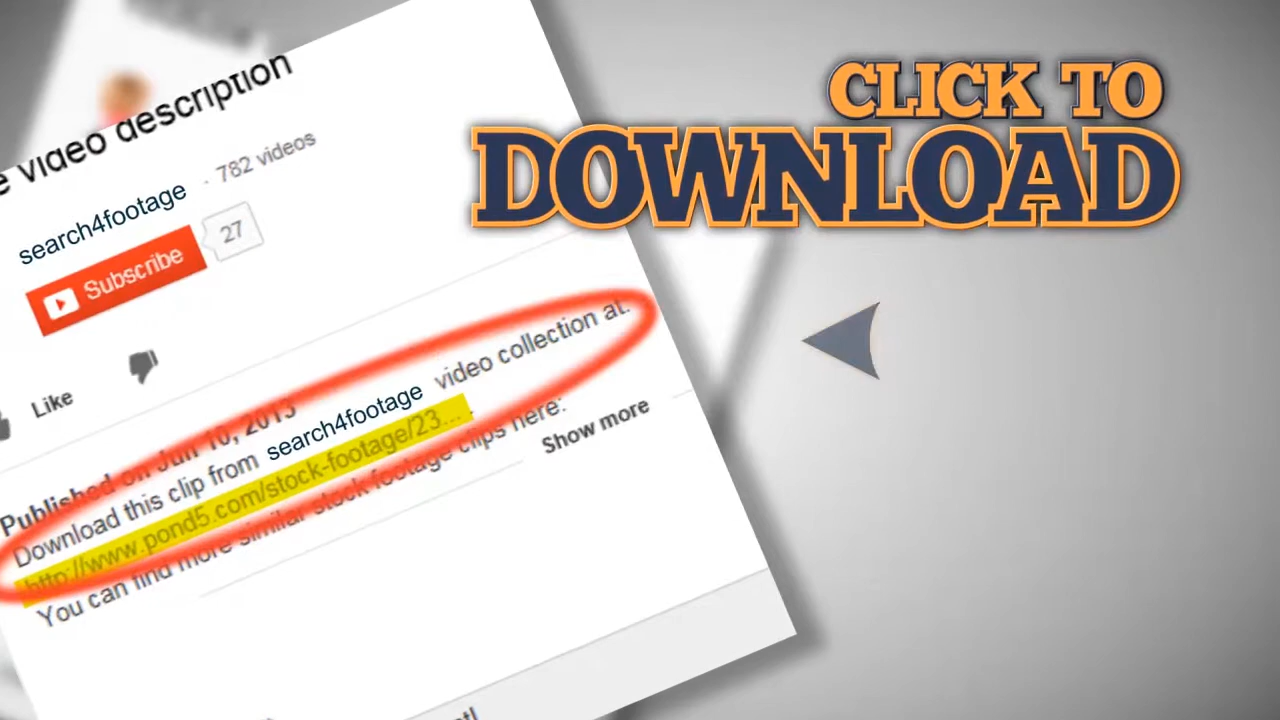 CLICK TO
DOWNLOAD
e video description
search4footage · 782 videos
Subscribe 27
Like
Published on Jun 10, 2013
Download this clip from search4footage video collection at:
http://www.pond5.com/stock-footage/23...
You can find more similar stock footage clips here:
Show more